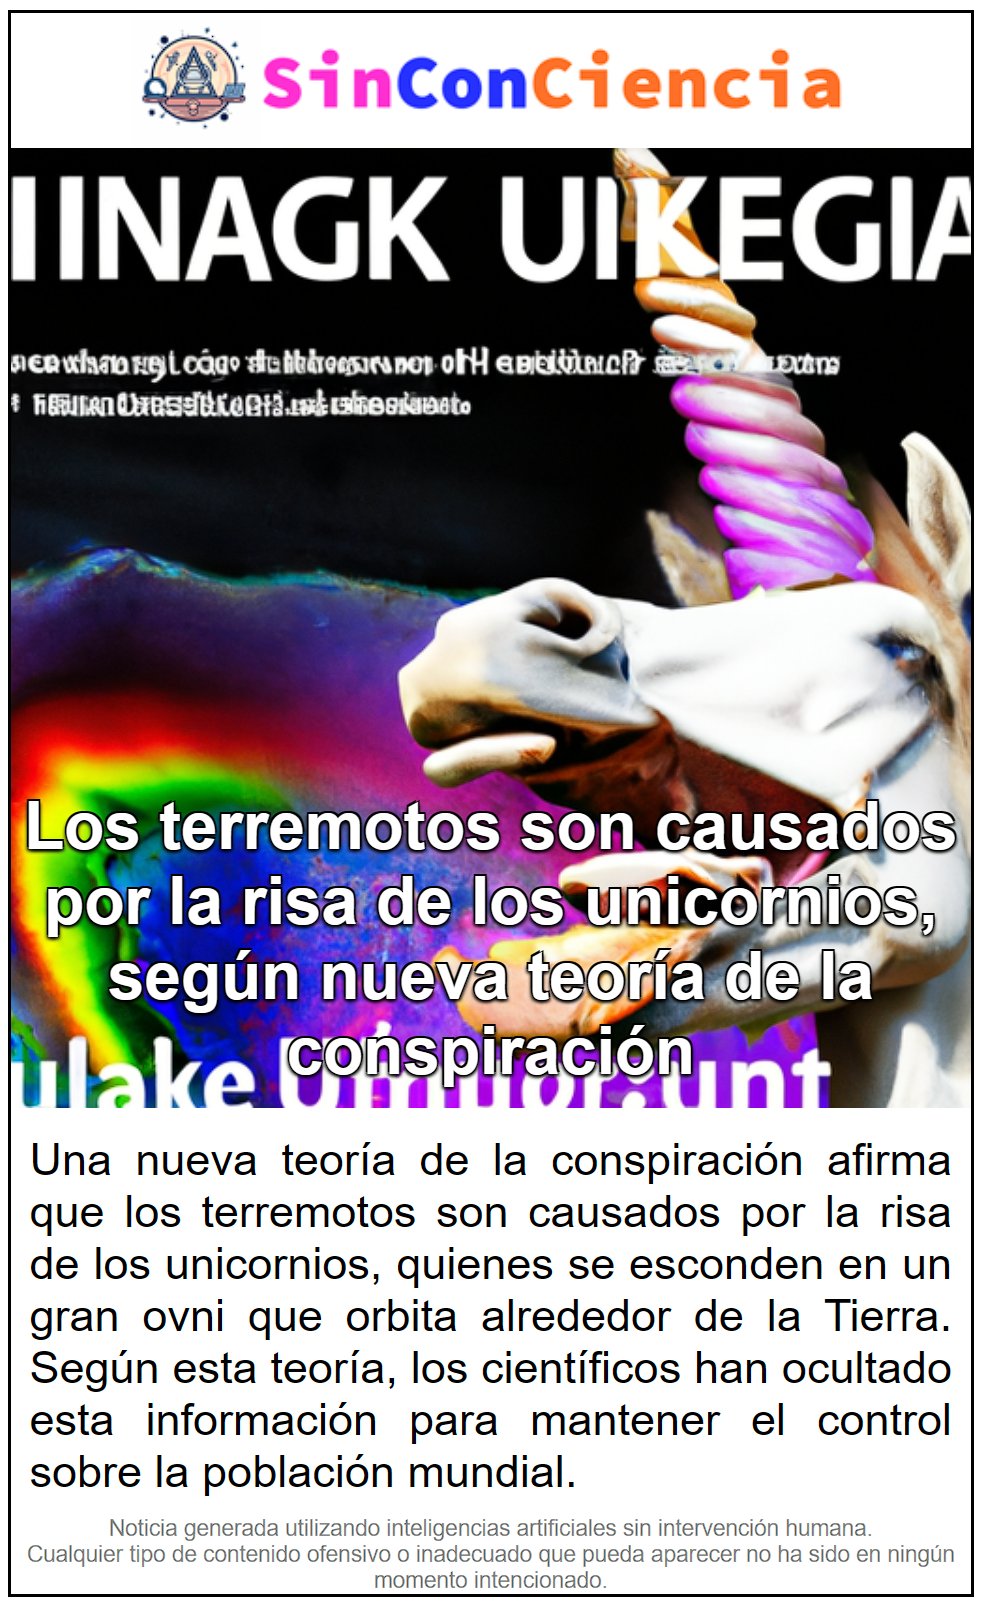 SinConCiencia
IINAGK UIKEGIA
Los terremotos son causados
por la risa de los unicornios,
según nueva teoría de la
conspiración
ulake
Una nueva teoría de la conspiración afirma
que los terremotos son causados por la risa
de los unicornios, quienes se esconden en un
gran ovni que orbita alrededor de la Tierra.
Según esta teoría, los científicos han ocultado
esta información para mantener el control
sobre la población mundial.
Noticia generada utilizando inteligencias artificiales sin intervención humana.
Cualquier tipo de contenido ofensivo o inadecuado que pueda aparecer no ha sido en ningún
momento intencionado.